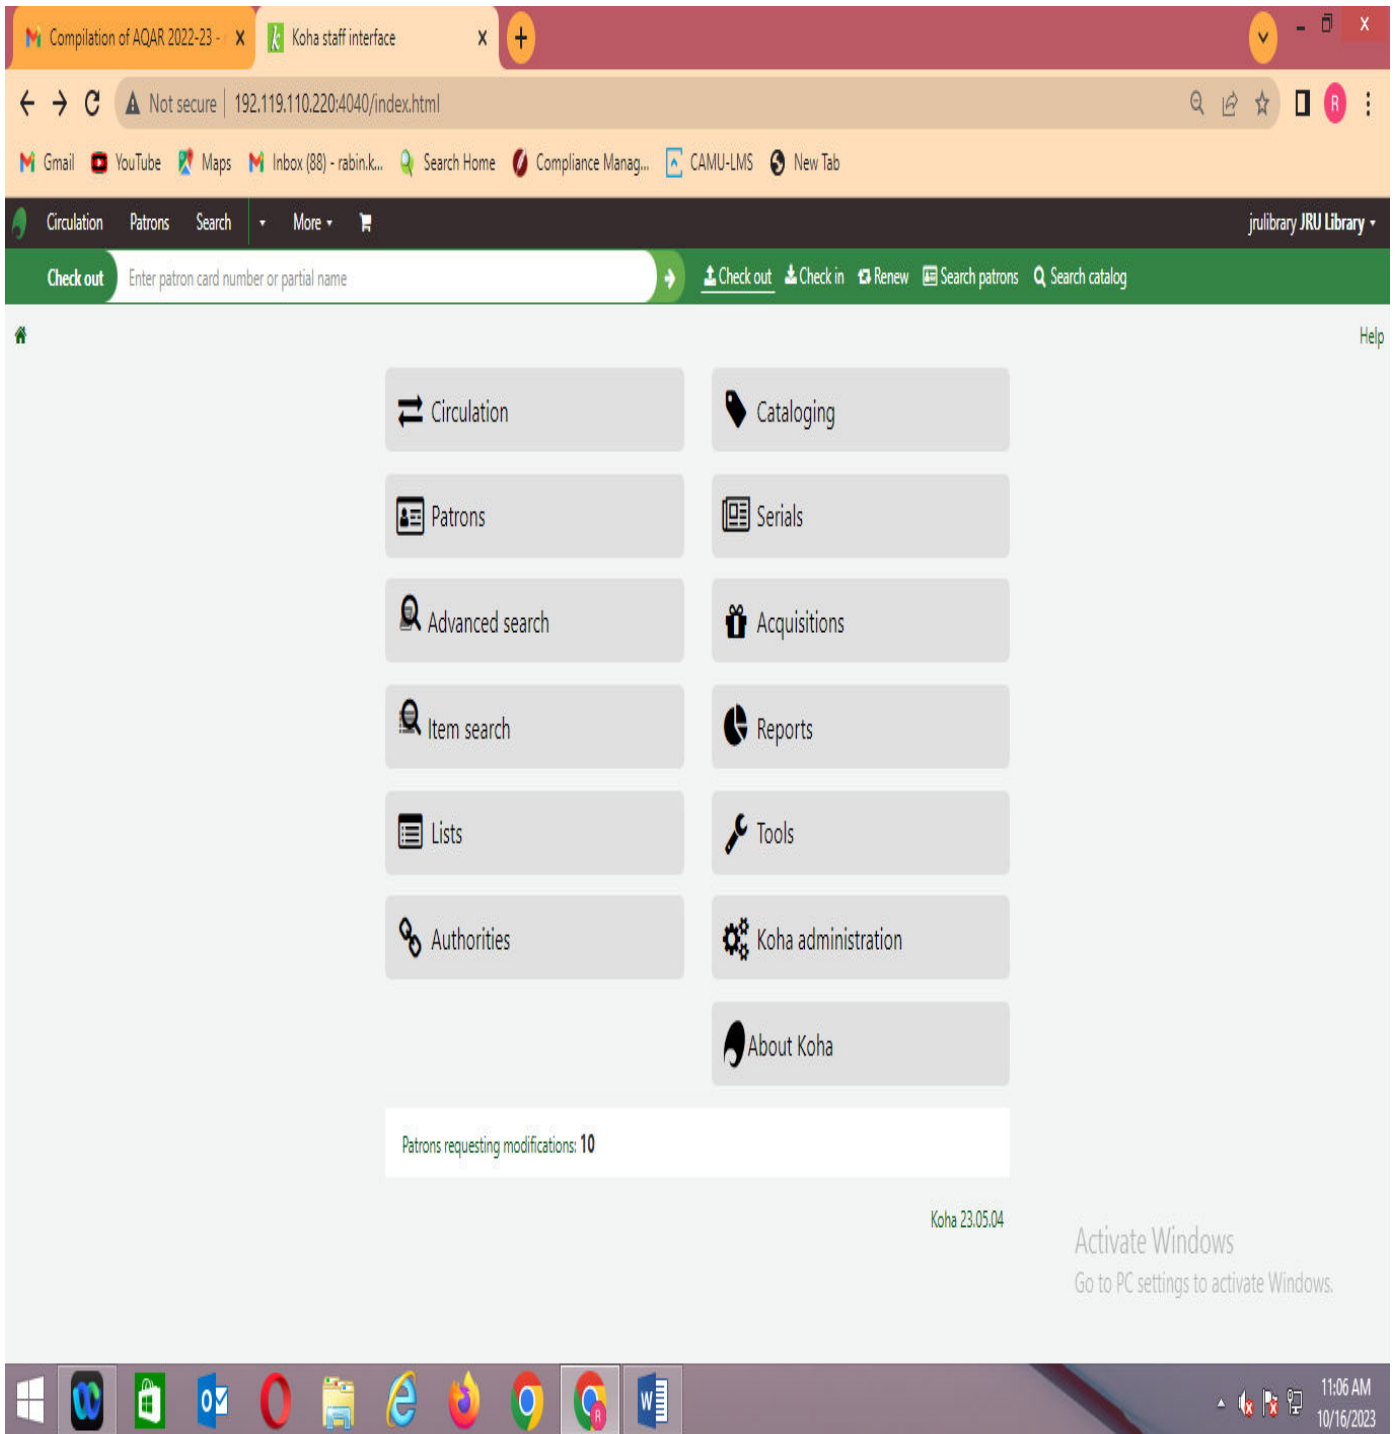 Compilation of AQAR 2022-23 -
Koha staff interface
Not secure
192.119.110.220:4040/index.html
R
Gmail
YouTube
Maps
Inbox (88) - rabin.k...
Search Home
Compliance Manag...
CAMU-LMS
New Tab
Circulation
Patrons
Search
More
jrulibrary JRU Library
Check out
Enter patron card number or partial name
Check out
Check in
Renew
Search patrons
Search catalog
Help
Circulation
Cataloging
Patrons
Serials
Advanced search
Acquisitions
Item search
Reports
Lists
Tools
Authorities
Koha administration
About Koha
Patrons requesting modifications: 10
Koha 23.05.04
Activate Windows
Go to PC settings to activate Windows.
11:06 AM
10/16/2023